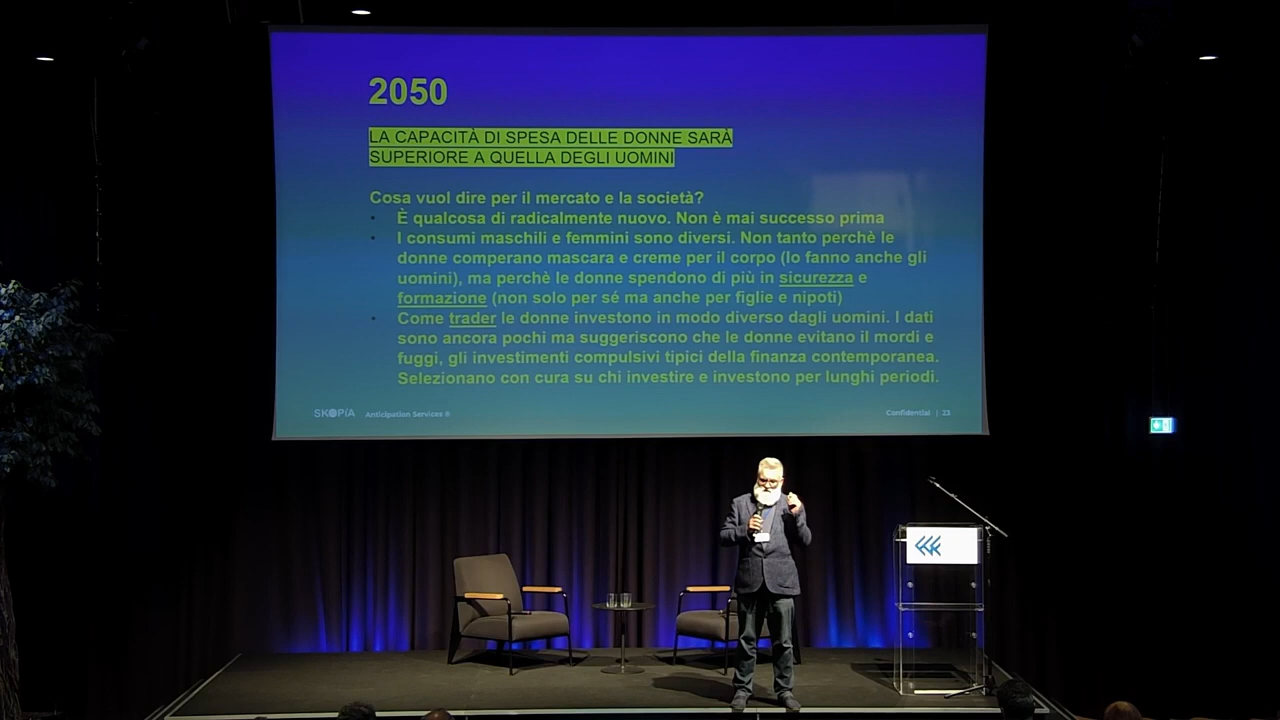 2050
LA CAPACITÀ DI SPESA DELLE DONNE SARÀ
SUPERIORE A QUELLA DEGLI UOMINI
Cosa vuol dire per il mercato e la società?
• È qualcosa di radicalmente nuovo. Non è mai successo prima
• I consumi maschili e femmini sono diversi. Non tanto perchè le
donne comperano mascara e creme per il corpo (lo fanno anche gli
uomini), ma perchè le donne spendono di più in sicurezza e
formazione (non solo per sé ma anche per figlie e nipoti)
• Come trader le donne investono in modo diverso dagli uomini. I dati
sono ancora pochi ma suggeriscono che le donne evitano il mordi e
fuggi, gli investimenti compulsivi tipici della finanza contemporanea.
Selezionano con cura su chi investire e investono per lunghi periodi.
SKOPÍA Anticipation Services ® Confidential | 23